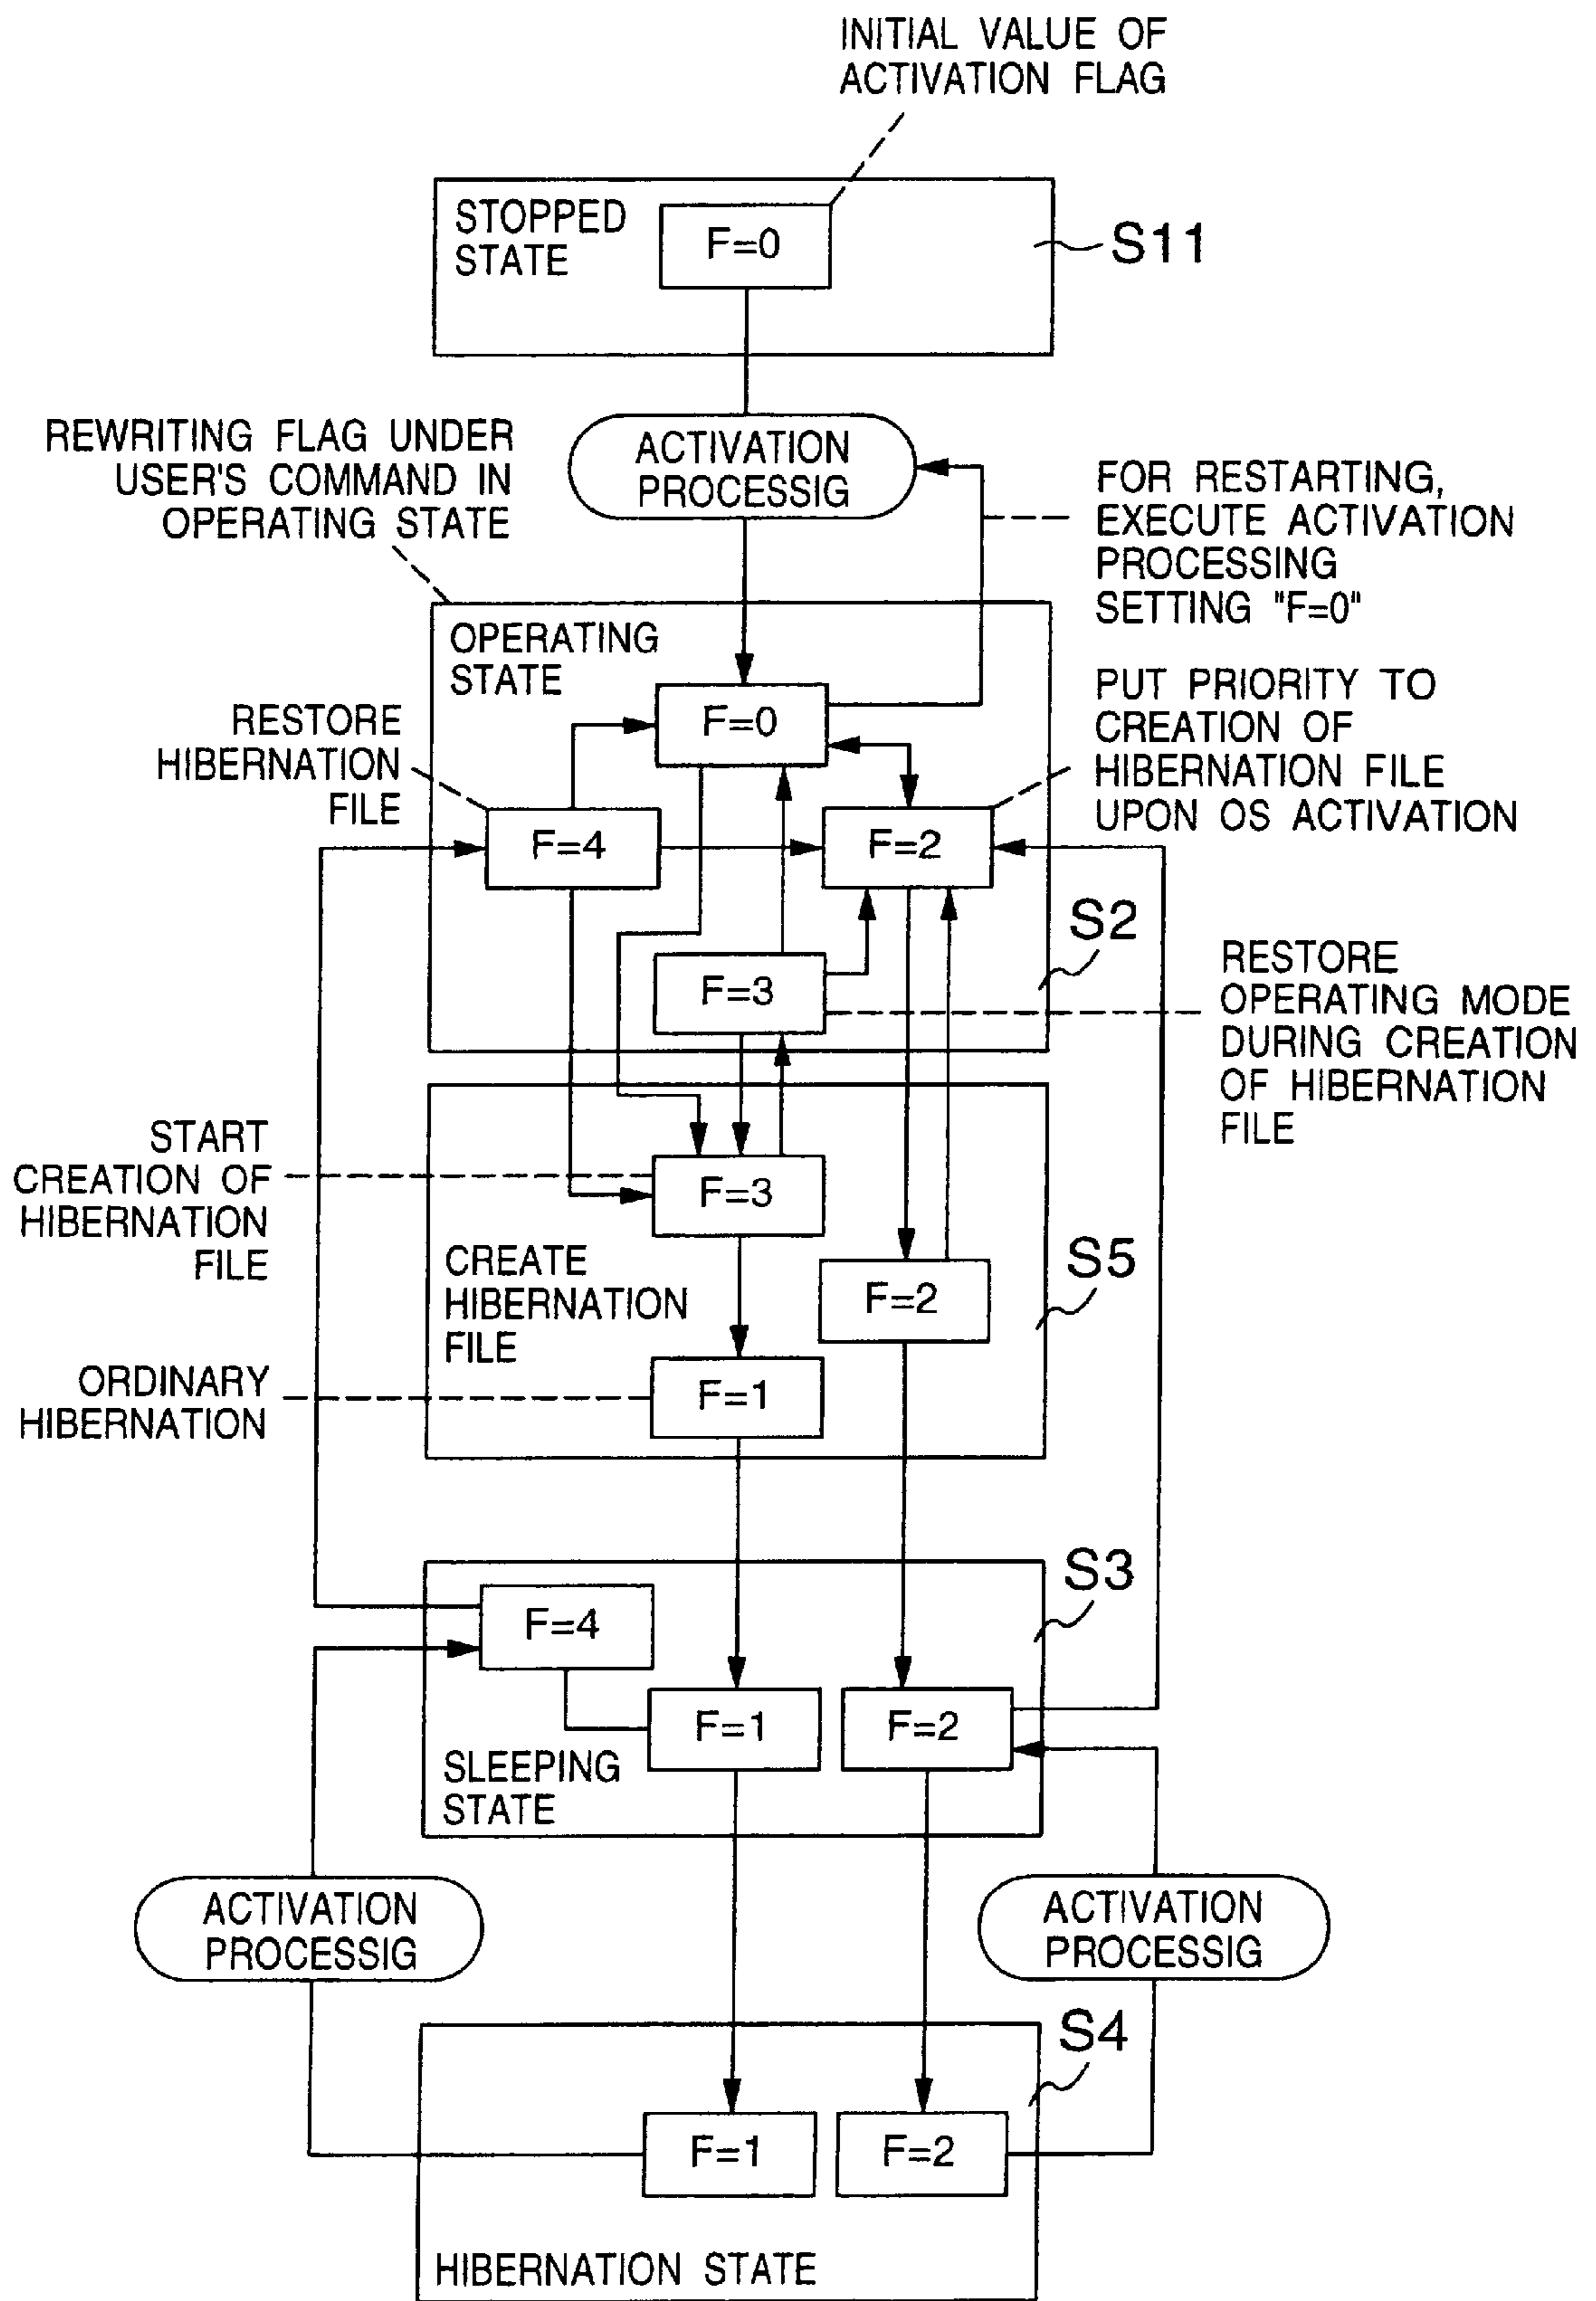 INITIAL VALUE OF
ACTIVATION FLAG
STOPPED
STATE
F=0
S11
REWRITING FLAG UNDER
USER'S COMMAND IN
OPERATING STATE
ACTIVATION
PROCESSIG
FOR RESTARTING,
EXECUTE ACTIVATION
PROCESSING
SETTING "F=0"
OPERATING
STATE
F=0
RESTORE
HIBERNATION
FILE
PUT PRIORITY TO
CREATION OF
HIBERNATION FILE
UPON OS ACTIVATION
F=4
F=2
S2
F=3
RESTORE
OPERATING MODE
DURING CREATION
OF HIBERNATION
FILE
START
CREATION OF
HIBERNATION
FILE
F=3
CREATE
HIBERNATION
FILE
F=2
S5
ORDINARY
HIBERNATION
F=1
S3
F=4
F=1
F=2
SLEEPING
STATE
ACTIVATION
PROCESSIG
ACTIVATION
PROCESSIG
S4
F=1
F=2
HIBERNATION STATE